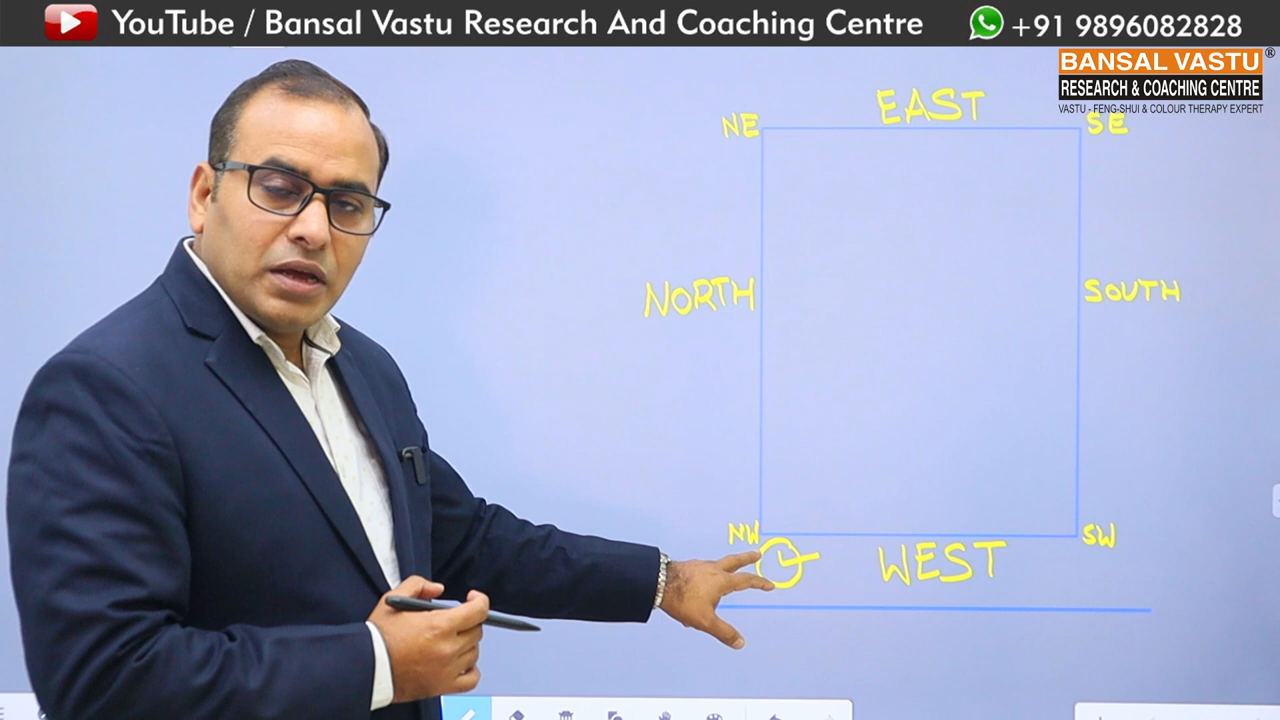 YouTube / Bansal Vastu Research And Coaching Centre
+91 9896082828
BANSAL VASTU®
RESEARCH & COACHING CENTRE
VASTU - FENG-SHUI & COLOUR THERAPY EXPERT
NE EAST SE
NORTH SOUTH
NW SW
WEST